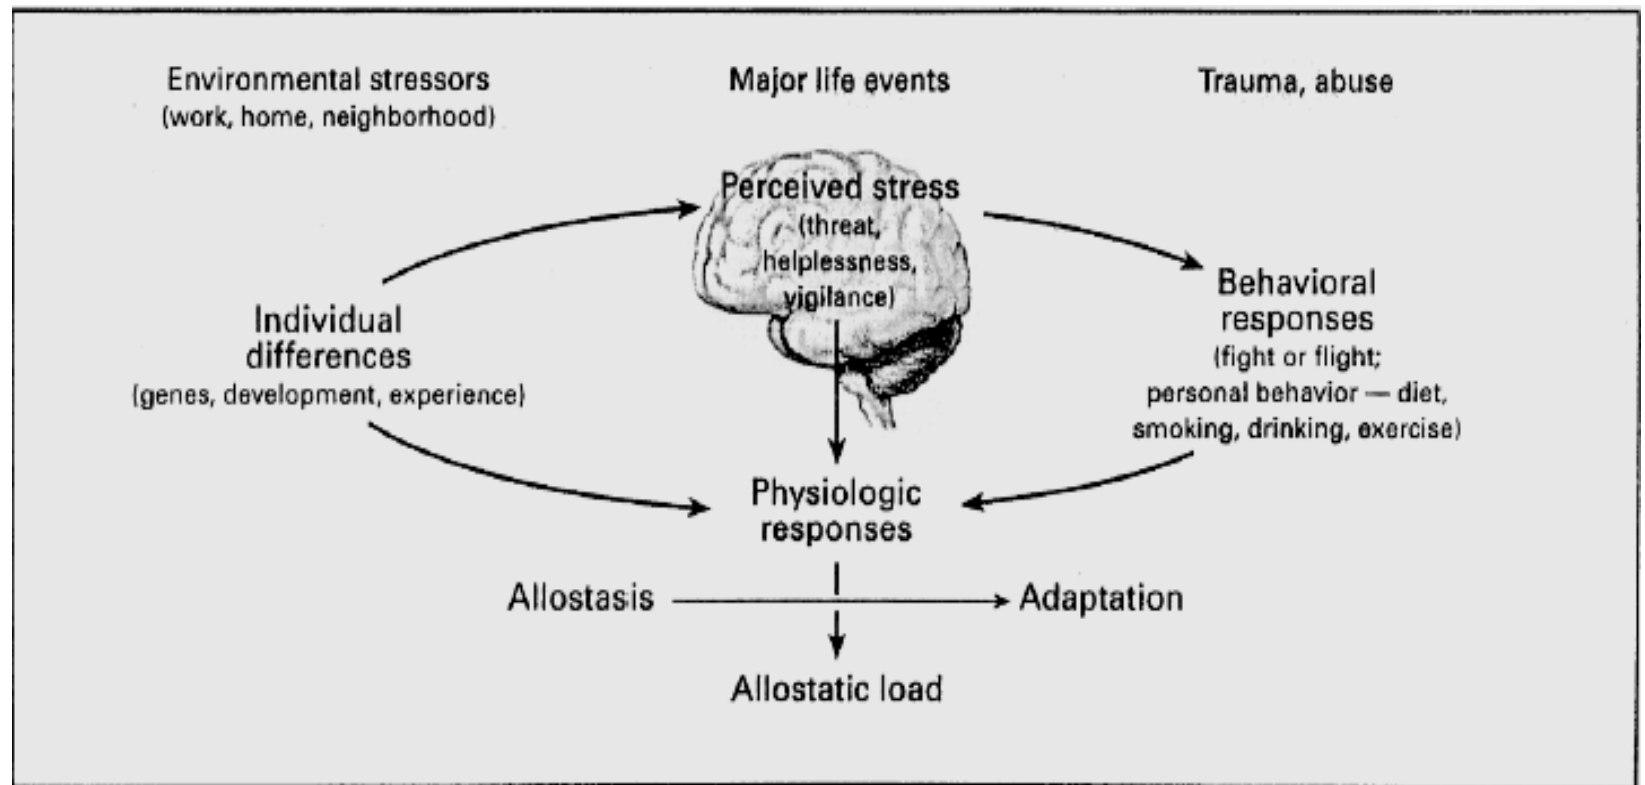 Environmental stressors
(work, home, neighborhood)
Major life events
Trauma, abuse
Perceived stress
(threat,
helplessness,
vigilance)
Individual
differences
(genes, development, experience)
Behavioral
responses
(fight or flight;
personal behavior — diet,
smoking, drinking, exercise)
Physiologic
responses
Allostasis
Adaptation
Allostatic load